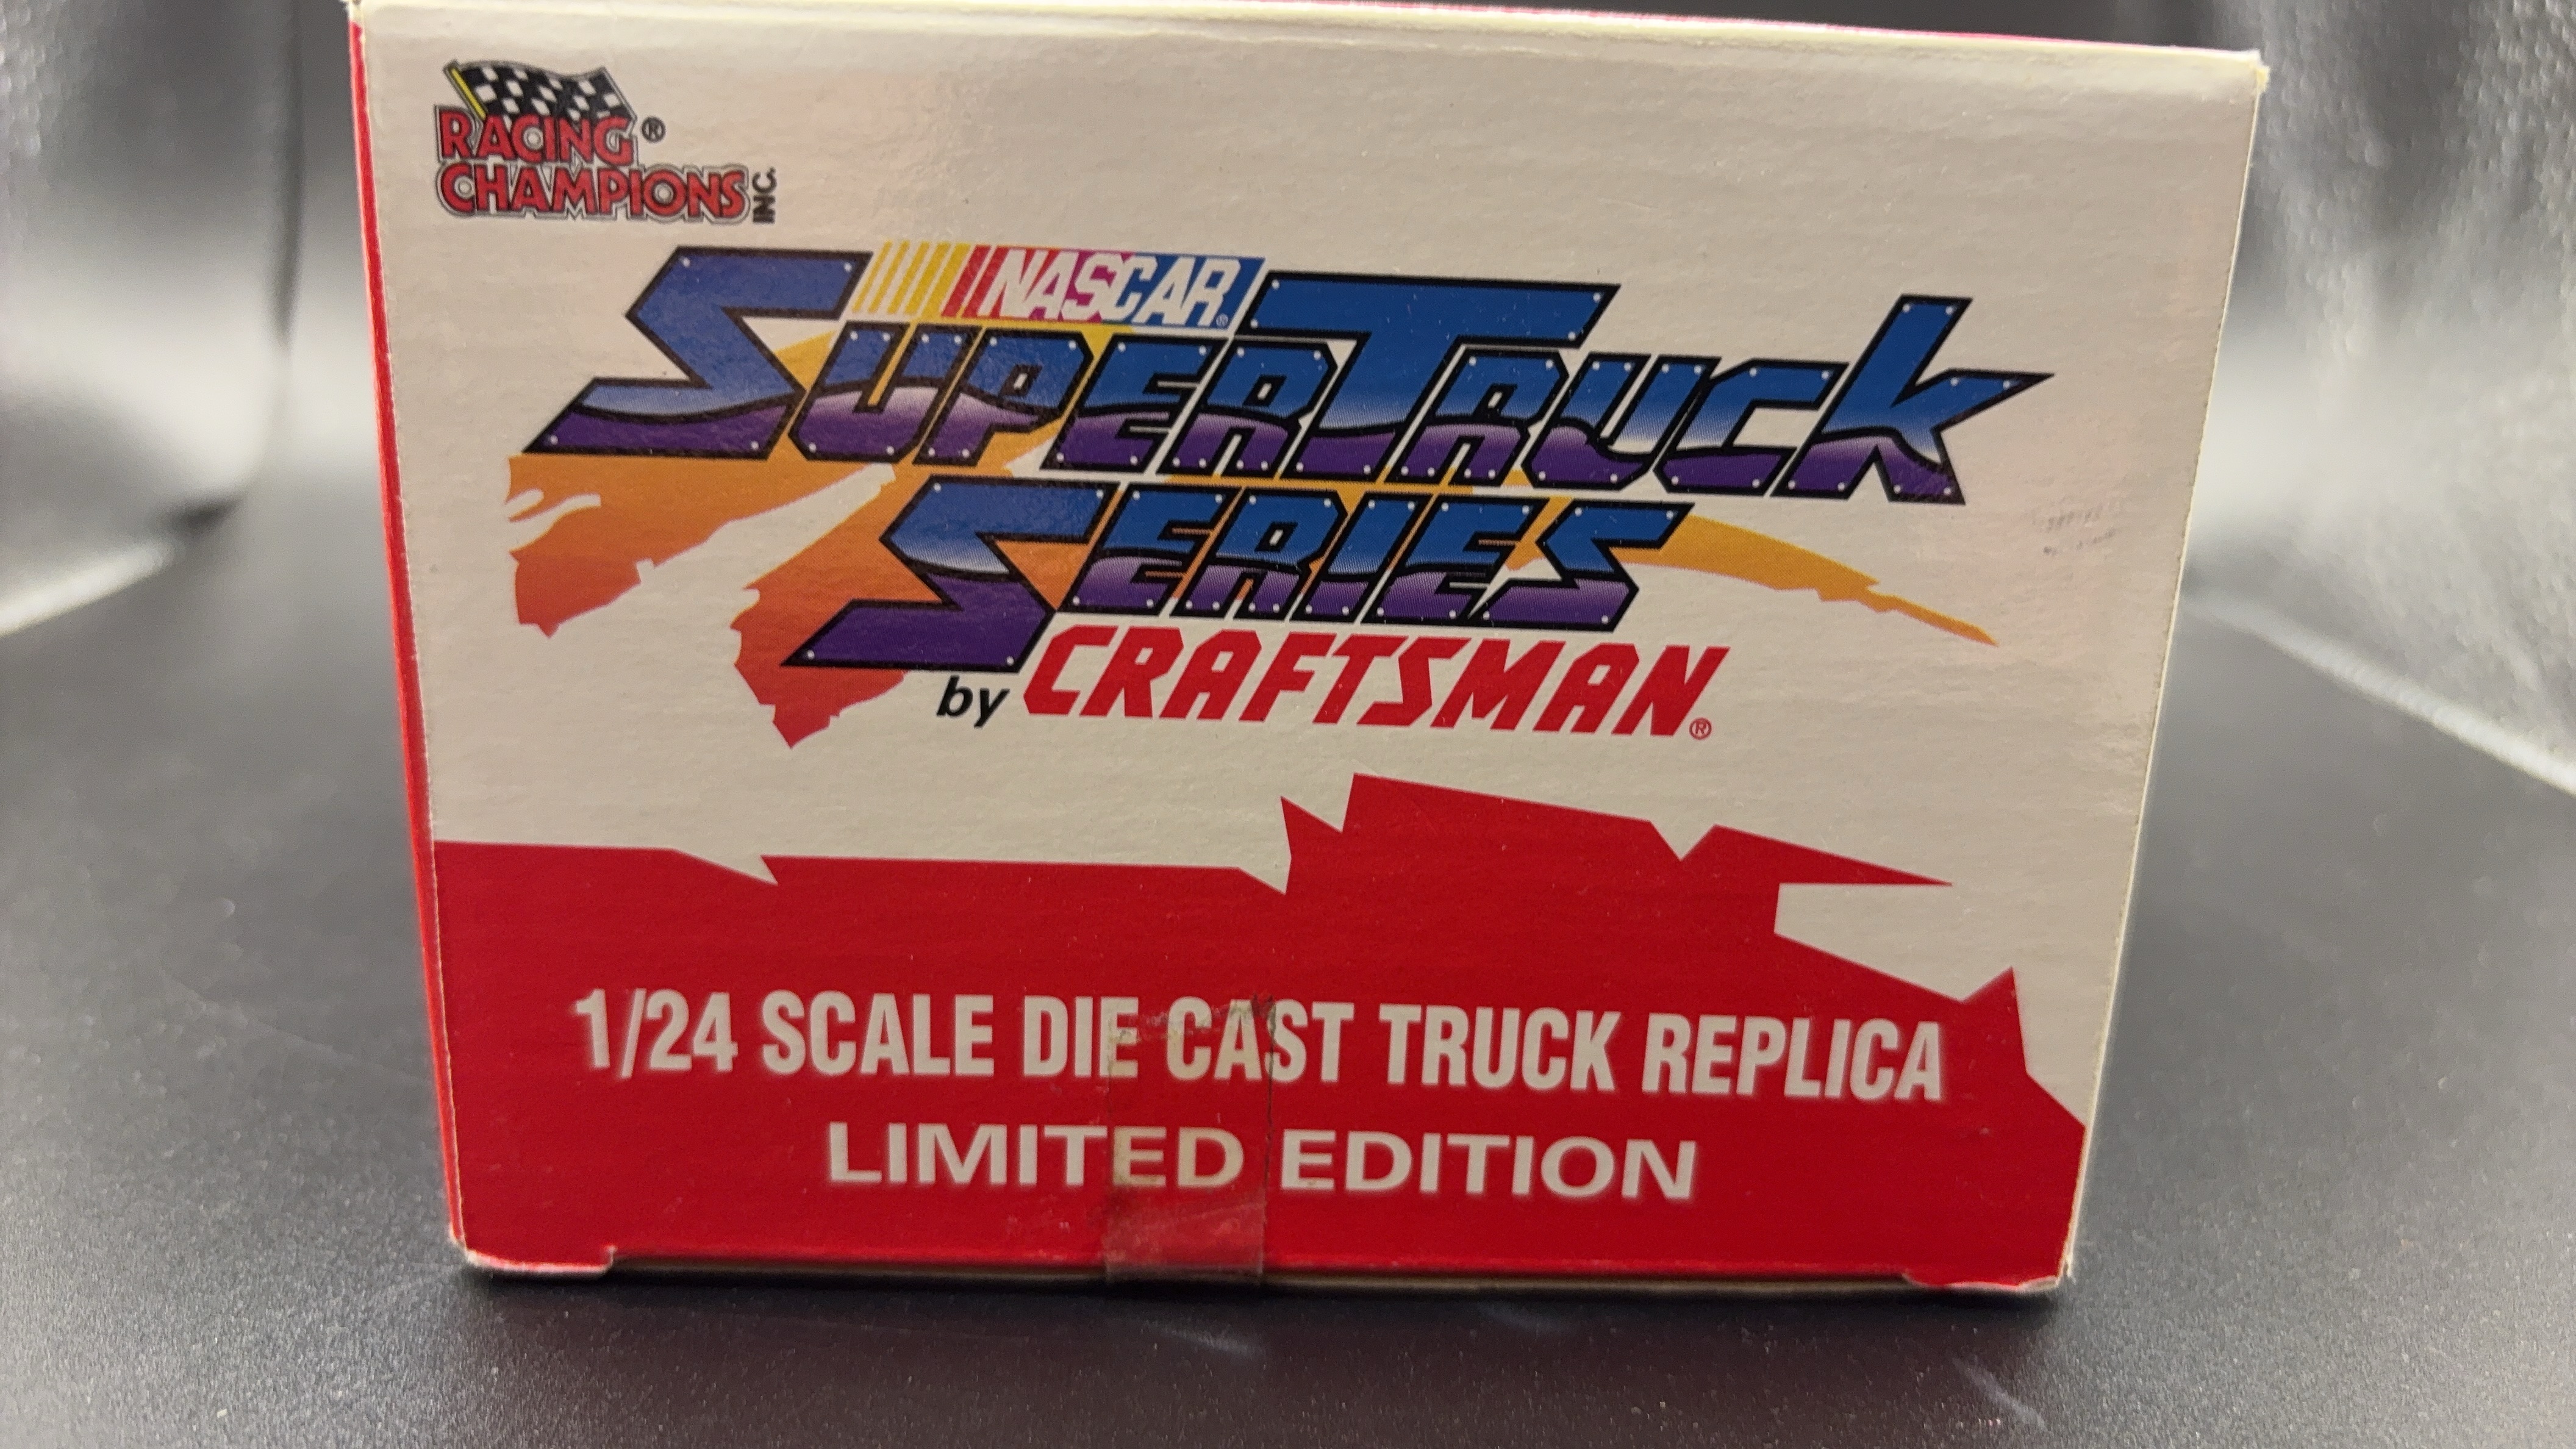 RACING®
CHAMPIONS INC.
NASCAR®
SUPERTRUCK
SERIES
by CRAFTSMAN®
1/24 SCALE DIE CAST TRUCK REPLICA
LIMITED EDITION